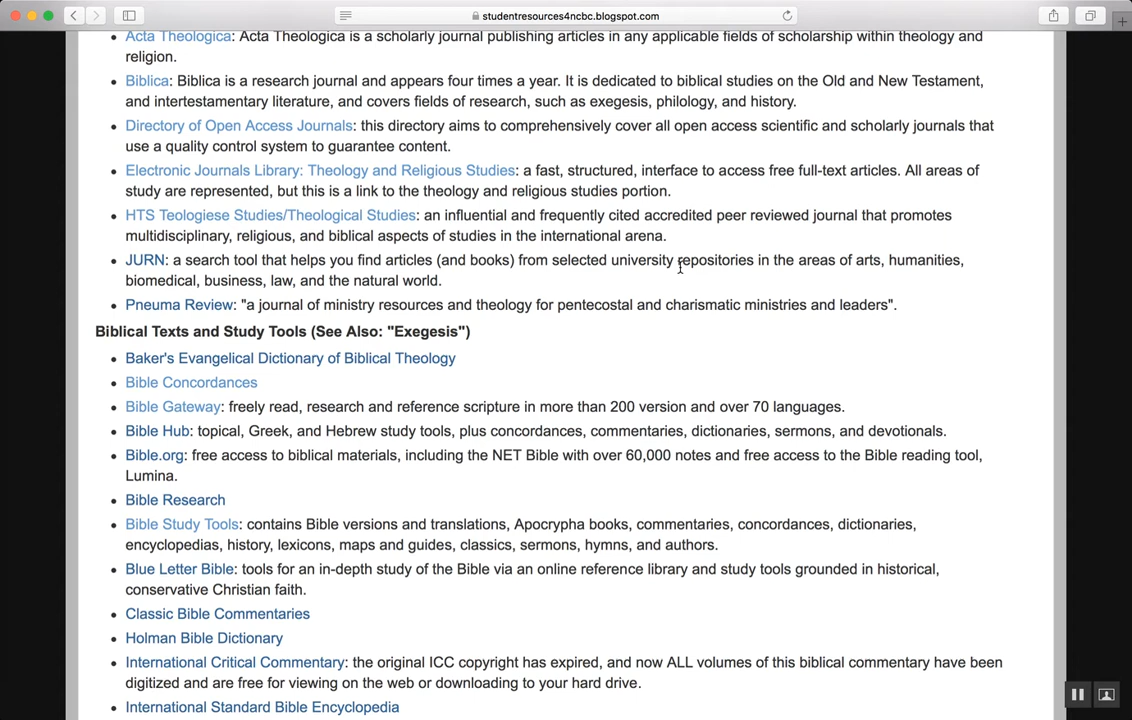 studentresources4ncbc.blogspot.com
Acta Theologica: Acta Theologica is a scholarly journal publishing articles in any applicable fields of scholarship within theology and
religion.
Biblica: Biblica is a research journal and appears four times a year. It is dedicated to biblical studies on the Old and New Testament,
and intertestamentary literature, and covers fields of research, such as exegesis, philology, and history.
Directory of Open Access Journals: this directory aims to comprehensively cover all open access scientific and scholarly journals that
use a quality control system to guarantee content.
Electronic Journals Library: Theology and Religious Studies: a fast, structured, interface to access free full-text articles. All areas of
study are represented, but this is a link to the theology and religious studies portion.
HTS Teologiese Studies/Theological Studies: an influential and frequently cited accredited peer reviewed journal that promotes
multidisciplinary, religious, and biblical aspects of studies in the international arena.
JURN: a search tool that helps you find articles (and books) from selected university repositories in the areas of arts, humanities,
biomedical, business, law, and the natural world.
Pneuma Review: "a journal of ministry resources and theology for pentecostal and charismatic ministries and leaders".
Biblical Texts and Study Tools (See Also: "Exegesis")
Baker's Evangelical Dictionary of Biblical Theology
Bible Concordances
Bible Gateway: freely read, research and reference scripture in more than 200 version and over 70 languages.
Bible Hub: topical, Greek, and Hebrew study tools, plus concordances, commentaries, dictionaries, sermons, and devotionals.
Bible.org: free access to biblical materials, including the NET Bible with over 60,000 notes and free access to the Bible reading tool,
Lumina.
Bible Research
Bible Study Tools: contains Bible versions and translations, Apocrypha books, commentaries, concordances, dictionaries,
encyclopedias, history, lexicons, maps and guides, classics, sermons, hymns, and authors.
Blue Letter Bible: tools for an in-depth study of the Bible via an online reference library and study tools grounded in historical,
conservative Christian faith.
Classic Bible Commentaries
Holman Bible Dictionary
International Critical Commentary: the original ICC copyright has expired, and now ALL volumes of this biblical commentary have been
digitized and are free for viewing on the web or downloading to your hard drive.
International Standard Bible Encyclopedia